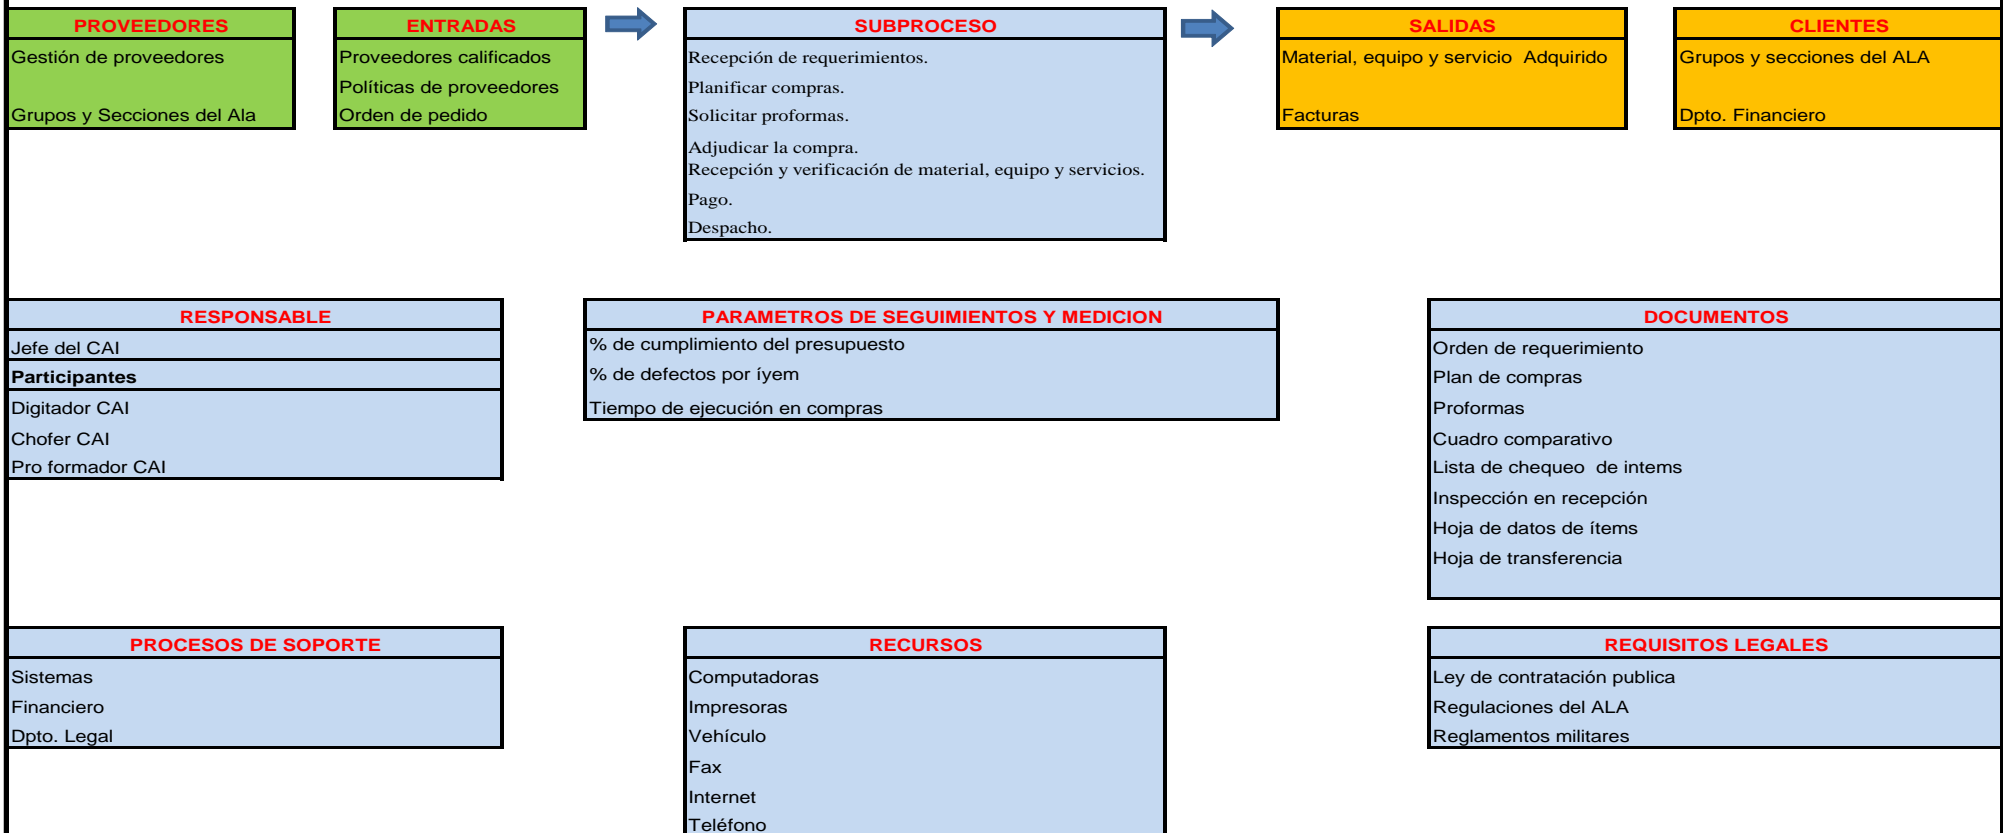 PROVEEDORES
Gestión de proveedores
Grupos y Secciones del Ala
ENTRADAS
Proveedores calificados
Políticas de proveedores
Orden de pedido
SUBPROCESO
Recepción de requerimientos.
Planificar compras.
Solicitar proformas.
Adjudicar la compra.
Recepción y verificación de material, equipo y servicios.
Pago.
Despacho.
SALIDAS
Material, equipo y servicio  Adquirido
Facturas
CLIENTES
Grupos y secciones del ALA
Dpto. Financiero
RESPONSABLE
Jefe del CAI
Participantes
Digitador CAI
Chofer CAI
Pro formador CAI
PARAMETROS DE SEGUIMIENTOS Y MEDICION
% de cumplimiento del presupuesto
% de defectos por íyem
Tiempo de ejecución en compras
DOCUMENTOS
Orden de requerimiento
Plan de compras
Proformas
Cuadro comparativo
Lista de chequeo  de intems
Inspección en recepción
Hoja de datos de ítems
Hoja de transferencia
PROCESOS DE SOPORTE
Sistemas
Financiero
Dpto. Legal
RECURSOS
Computadoras
Impresoras
Vehículo
Fax
Internet
Teléfono
REQUISITOS LEGALES
Ley de contratación publica
Regulaciones del ALA
Reglamentos militares